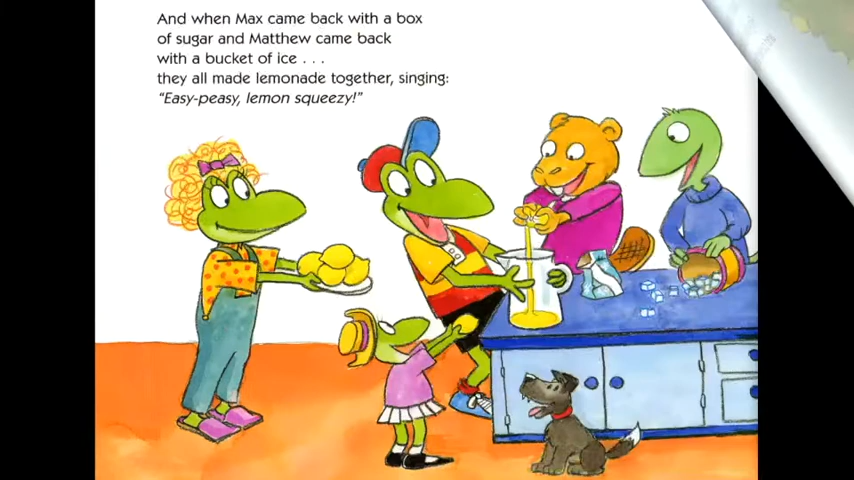 And when Max came back with a box
of sugar and Matthew came back
with a bucket of ice . . .
they all made lemonade together, singing:
“Easy-peasy, lemon squeezy!”